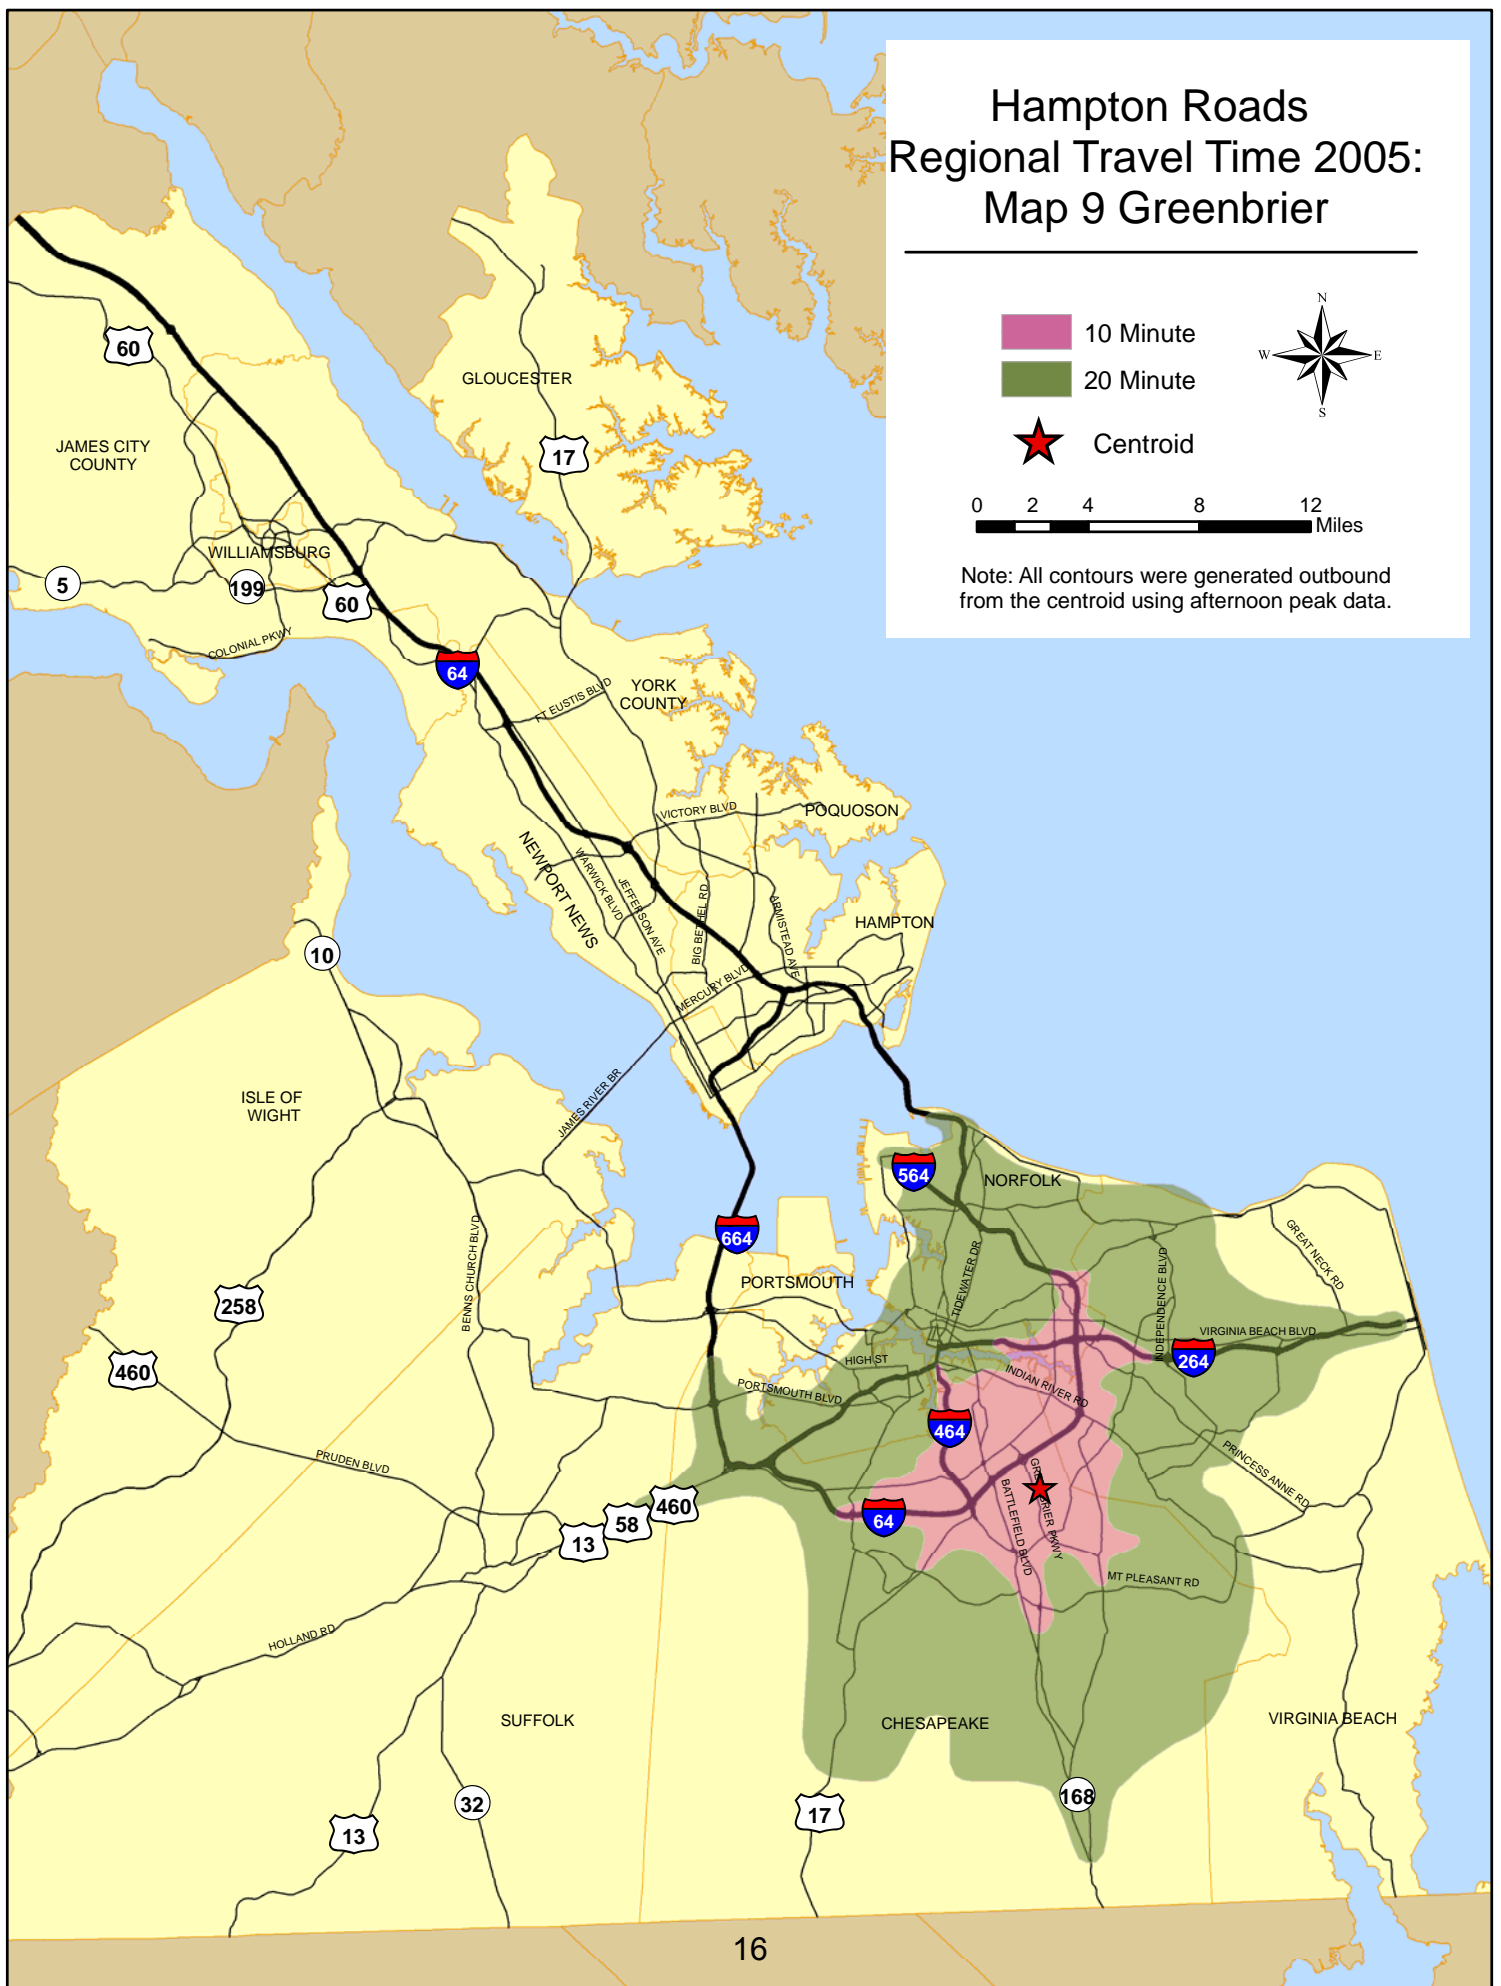 Hampton Roads
Regional Travel Time 2005:
Map 9 Greenbrier
10 Minute
20 Minute
Centroid
N
W
E
S
0
2
4
8
12
Miles
Note: All contours were generated outbound
from the centroid using afternoon peak data.
60
GLOUCESTER
17
JAMES CITY
COUNTY
WILLIAMSBURG
5
199
60
COLONIAL PKWY
64
YORK
COUNTY
FT EUSTIS BLVD
VICTORY BLVD
POQUOSON
NEWPORT NEWS
WARWICK BLVD
JEFFERSON AVE
BIG BETHEL RD
ARMISTEAD AVE
HAMPTON
MERCURY BLVD
10
ISLE OF
WIGHT
JAMES RIVER BR
564
NORFOLK
664
PORTSMOUTH
TIDEWATER DR
INDEPENDENCE BLVD
GREAT NECK RD
BENNS CHURCH BLVD
258
VIRGINIA BEACH BLVD
264
460
HIGH ST
PORTSMOUTH BLVD
INDIAN RIVER RD
464
PRINCESS ANNE RD
PRUDEN BLVD
460
58
13
64
BATTLEFIELD BLVD
GREENBRIER PKWY
MT PLEASANT RD
HOLLAND RD
SUFFOLK
CHESAPEAKE
VIRGINIA BEACH
32
13
17
168
16